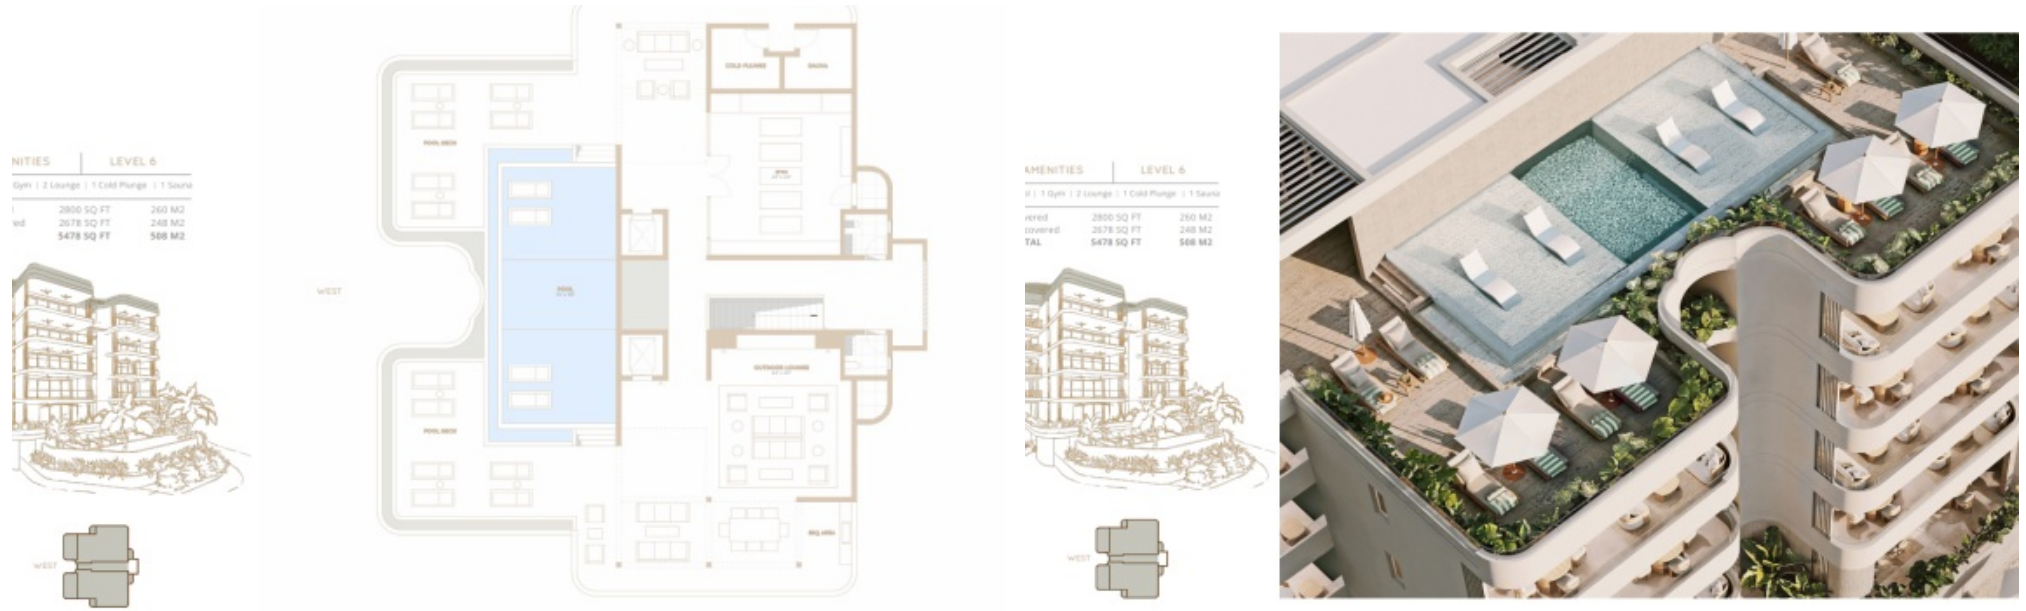 NITIES | LEVEL 6
Gym | 2 Lounge | 1 Cold Plunge | 1 Sauna
2800 SQ FT 260 M2
ed 2678 SQ FT 248 M2
5478 SQ FT 508 M2
WEST
COLD PLUNGE
SAUNA
POOL DECK
GYM
WEST
POOL
OUTDOOR LOUNGE
POOL DECK
BBQ AREA
AMENITIES | LEVEL 6
l | 1 Gym | 2 Lounge | 1 Cold Plunge | 1 Sauna
vered 2800 SQ FT 260 M2
covered 2678 SQ FT 248 M2
TAL 5478 SQ FT 508 M2
WEST